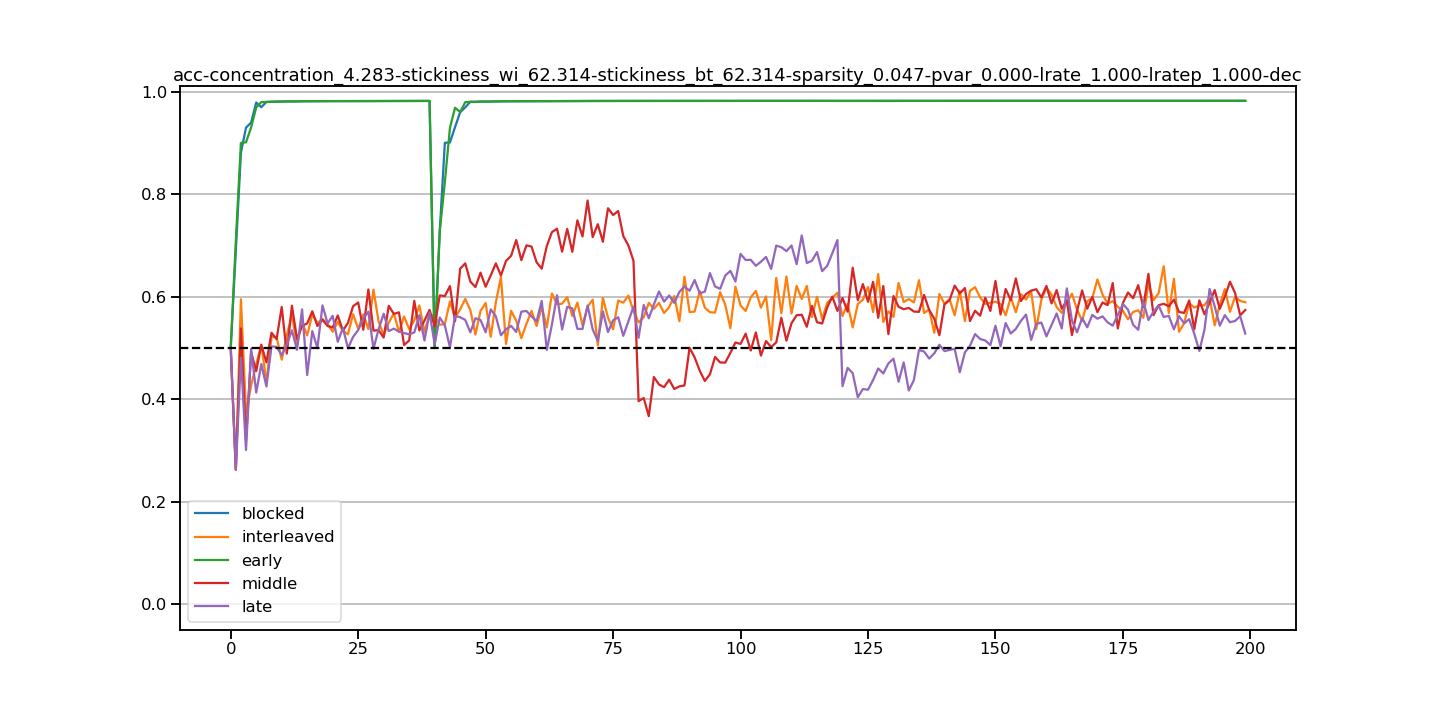 acc-concentration_4.283-stickiness_wi_62.314-stickiness_bt_62.314-sparsity_0.047-pvar_0.000-lrate_1.000-lratep_1.000-dec
1.0
0.8
0.6
0.4
0.2
0.0
blocked
interleaved
early
middle
late
0 25 50 75 100 125 150 175 200